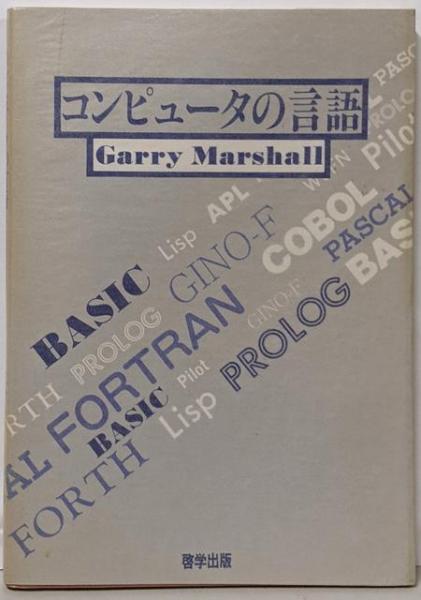 コンピュータの言語
Garry Marshall
PASC
PROLOG
Pilot
APL
Lisp
COBOL
PASCAL
GINO-F
BAS
BASIC
GINO-F
PROLOG
FORTRAN
PROLOG
RTH
Pilot
BASIC
Lisp
AL
FORTH
啓学出版